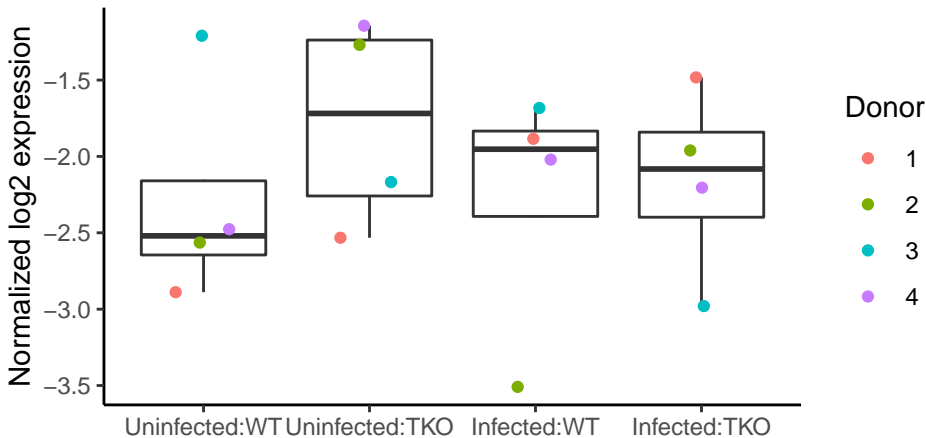 Normalized log2 expression
−1.5
−2.0
−2.5
−3.0
−3.5
Uninfected:WT
Uninfected:TKO
Infected:WT
Infected:TKO
Donor
1
2
3
4